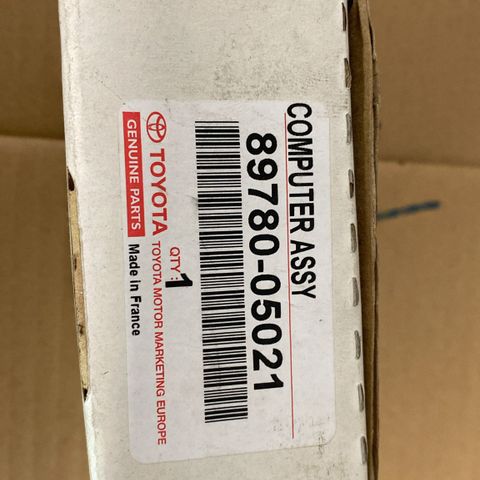 COMPUTER ASSY
89780-05021
QTY :
1
TOYOTA
GENUINE PARTS
TOYOTA MOTOR MARKETING EUROPE
Made in France